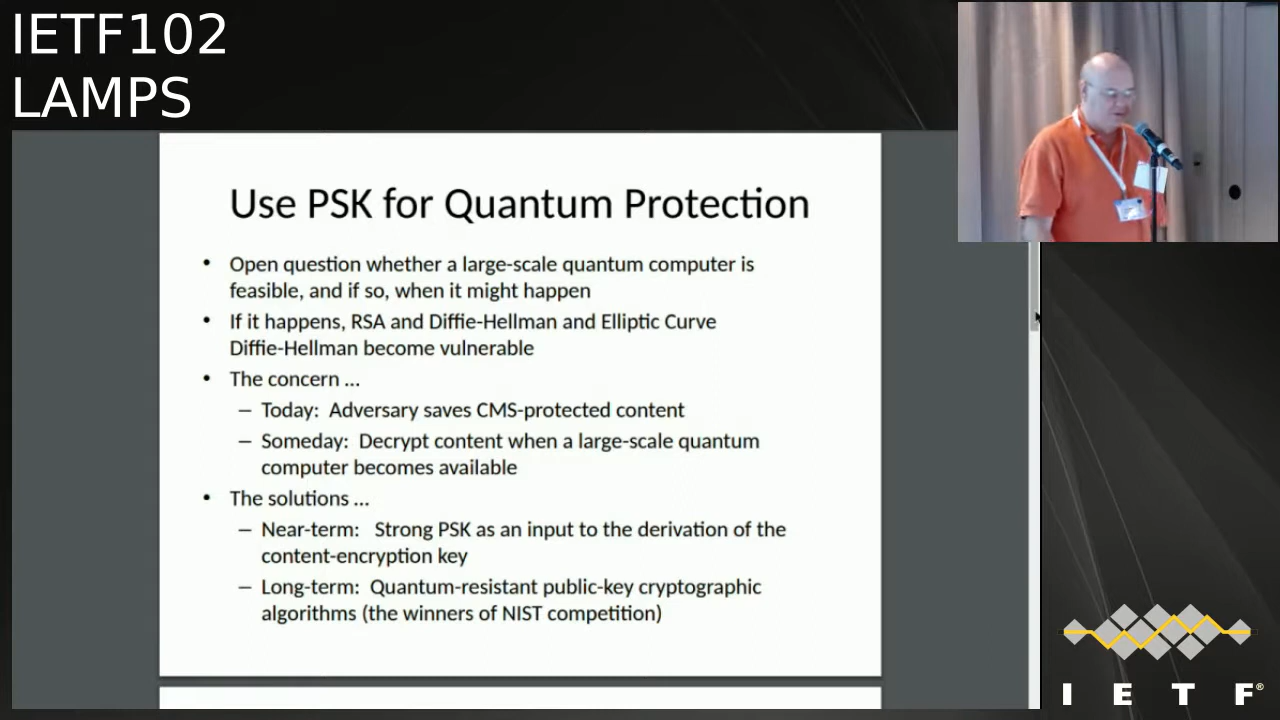 IETF102
LAMPS
Use PSK for Quantum Protection
• Open question whether a large-scale quantum computer is
feasible, and if so, when it might happen
• If it happens, RSA and Diffie-Hellman and Elliptic Curve
Diffie-Hellman become vulnerable
• The concern ...
– Today: Adversary saves CMS-protected content
– Someday: Decrypt content when a large-scale quantum
computer becomes available
• The solutions ...
– Near-term: Strong PSK as an input to the derivation of the
content-encryption key
– Long-term: Quantum-resistant public-key cryptographic
algorithms (the winners of NIST competition)
I E T F®